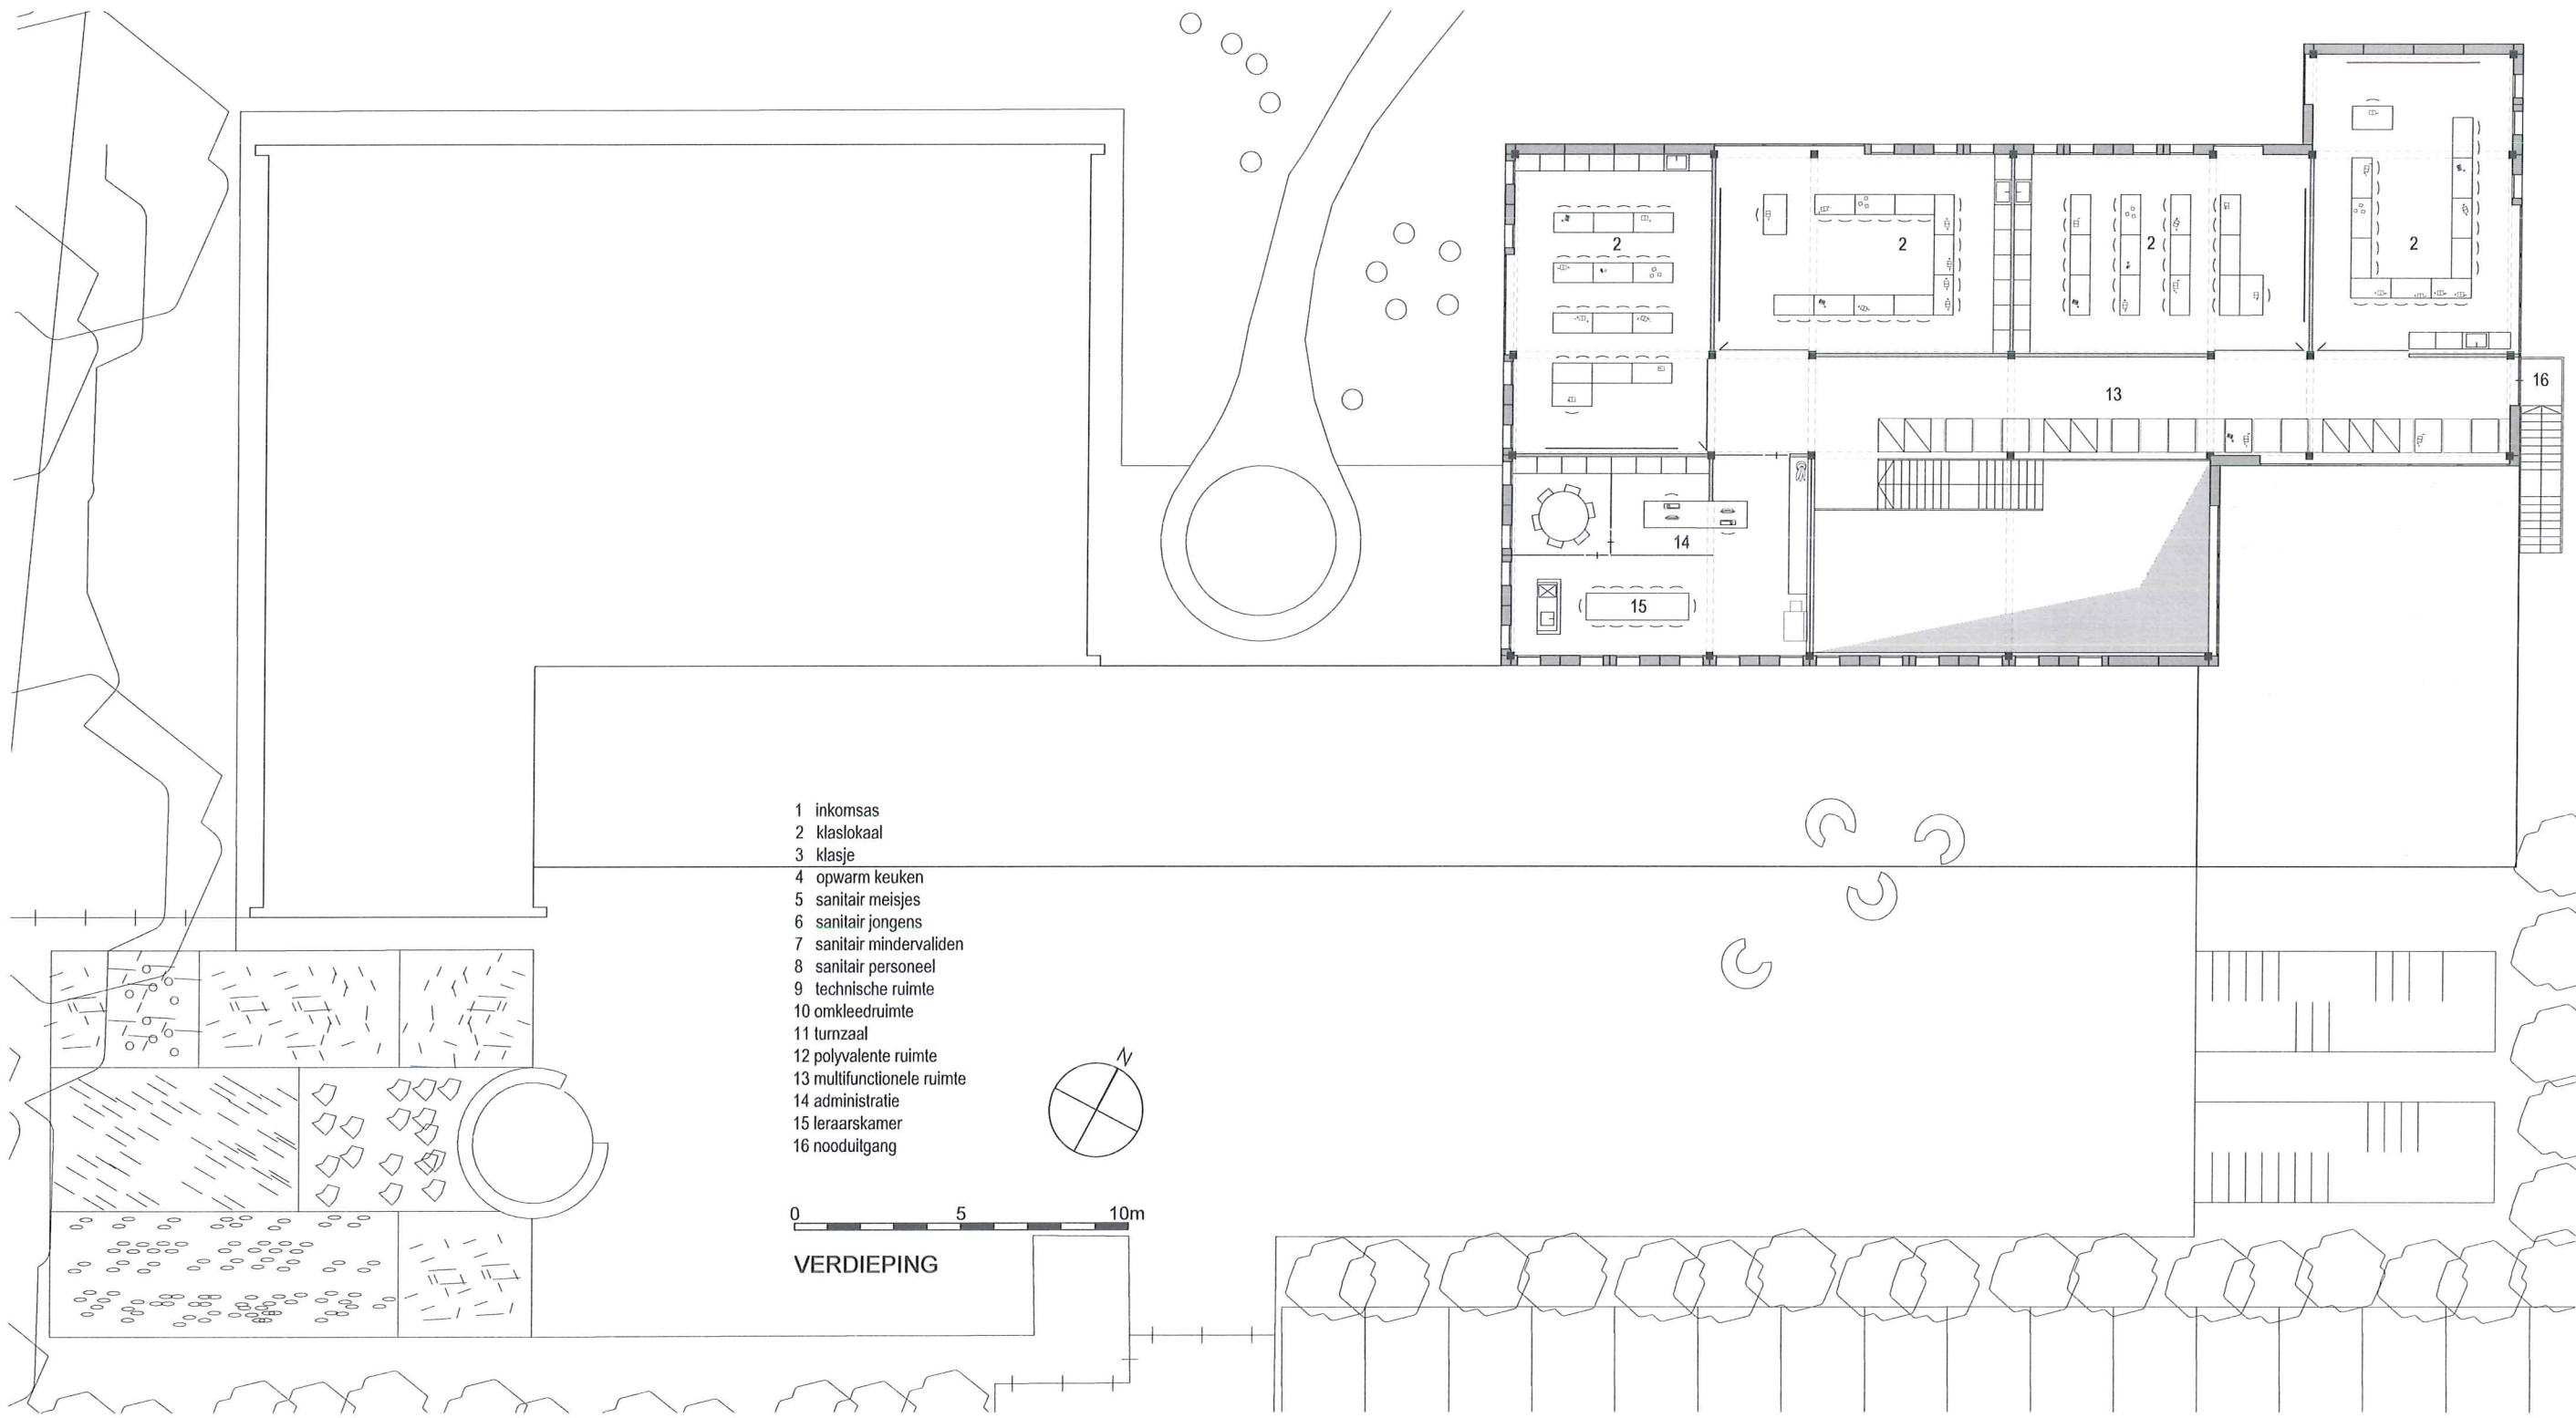 2
2
2
2
13
16
14
15
1 inkomsas
2 klaslokaal
3 klasje
4 opwarm keuken
5 sanitair meisjes
6 sanitair jongens
7 sanitair mindervaliden
8 sanitair personeel
9 technische ruimte
10 omkleedruimte
11 turnzaal
12 polyvalente ruimte
13 multifunctionele ruimte
14 administratie
15 leraarskamer
16 nooduitgang
N
0 5 10m
VERDIEPING